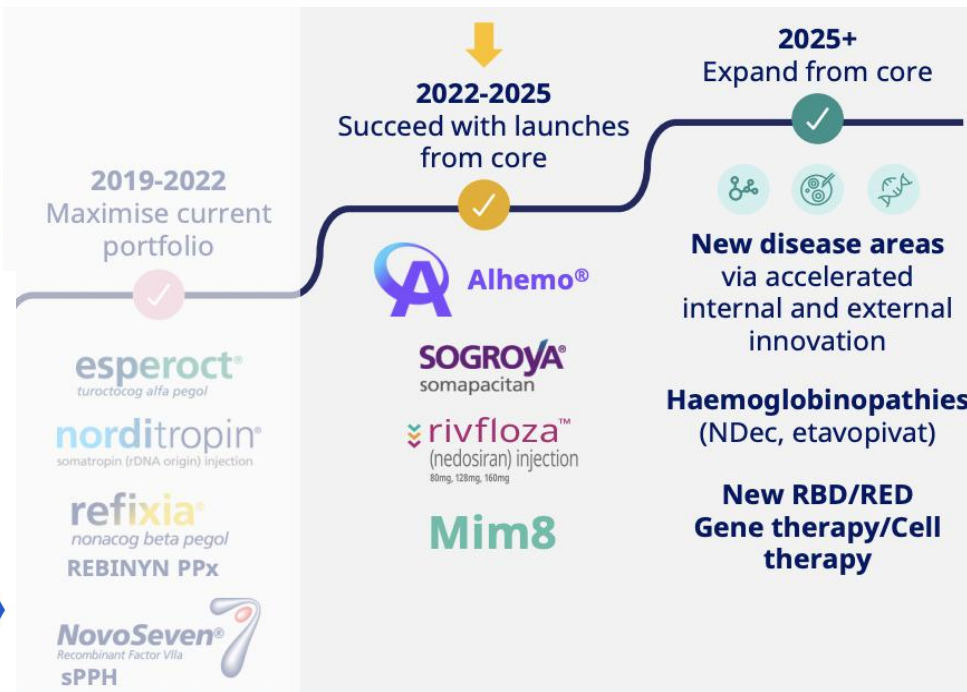 2019-2022
Maximise current
portfolio
esperoct®
turoctocog alfa pegol
norditropin®
somatropin (rDNA origin) injection
refixia®
nonacog beta pegol
REBINYN PPx
NovoSeven®
Recombinant Factor VIIa
sPPH
2022-2025
Succeed with launches
from core
Alhemo®
SOGROYA®
somapacitan
rivfloza™
(nedosiran) injection
80mg, 128mg, 160mg
Mim8
2025+
Expand from core
New disease areas
via accelerated
internal and external
innovation
Haemoglobinopathies
(NDec, etavopivat)
New RBD/RED
Gene therapy/Cell
therapy